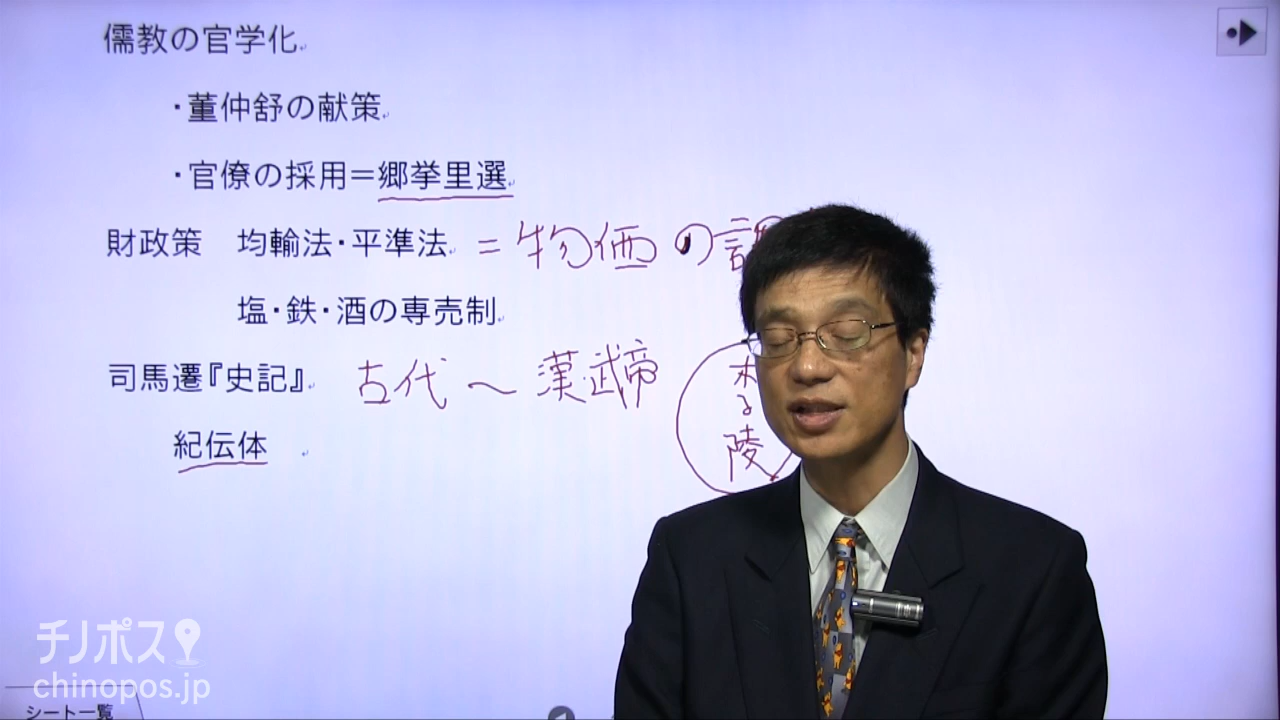 儒教の官学化
・董仲舒の献策
・官僚の採用＝郷挙里選
財政策　均輸法・平準法 ＝物価の調
塩・鉄・酒の専売制
司馬遷『史記』 古代～漢・武帝
李陵
紀伝体
チノポス
chinopos.jp
シート一覧